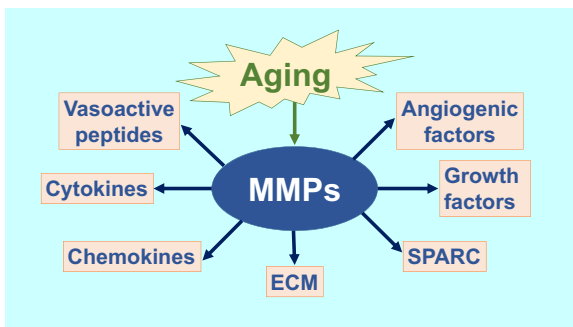 Aging
Vasoactive
peptides
Angiogenic
factors
Cytokines
MMPs
Growth
factors
Chemokines
ECM
SPARC